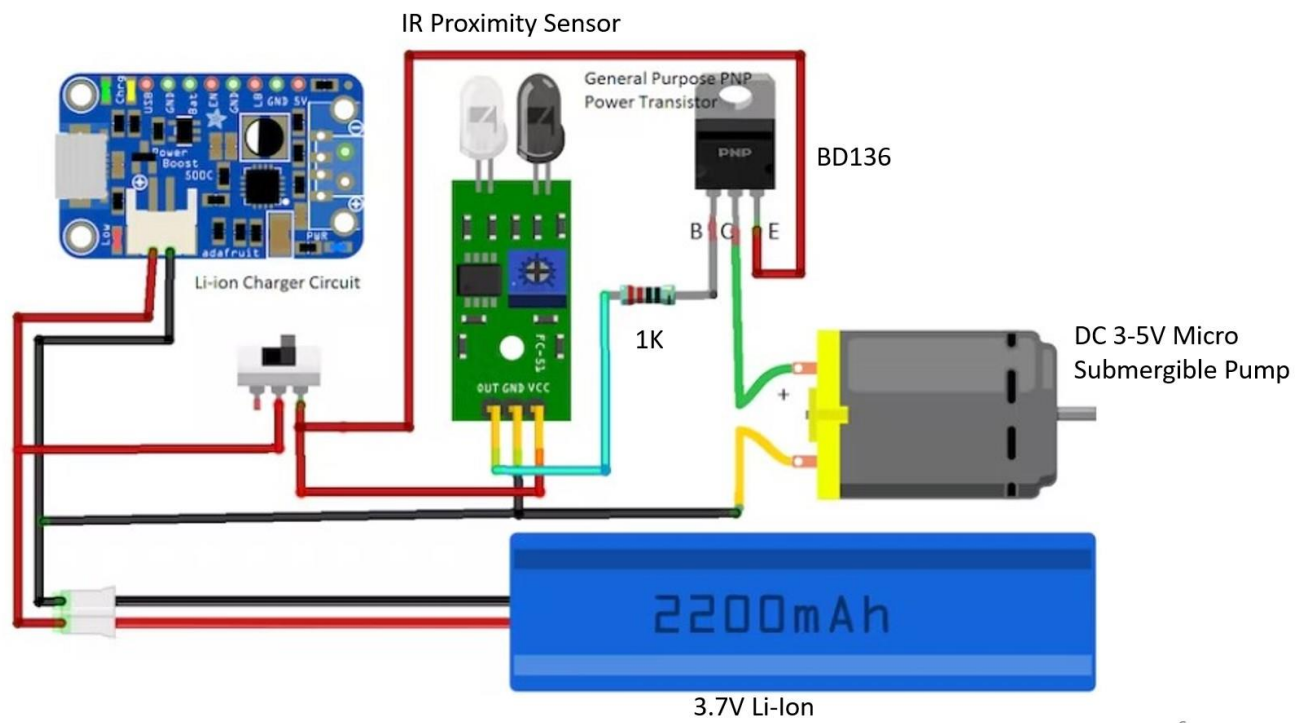 IR Proximity Sensor
General Purpose PNP
Power Transistor
Chrg
USB
GND
Bat
EN
GND
LB
GND
5V
Power
Boost
500C
Low
adafruit
PWR
PNP
BD136
B C E
Li-ion Charger Circuit
1K
FC-51
OUT GND VCC
DC 3-5V Micro
Submergible Pump
+
2200mAh
3.7V Li-Ion